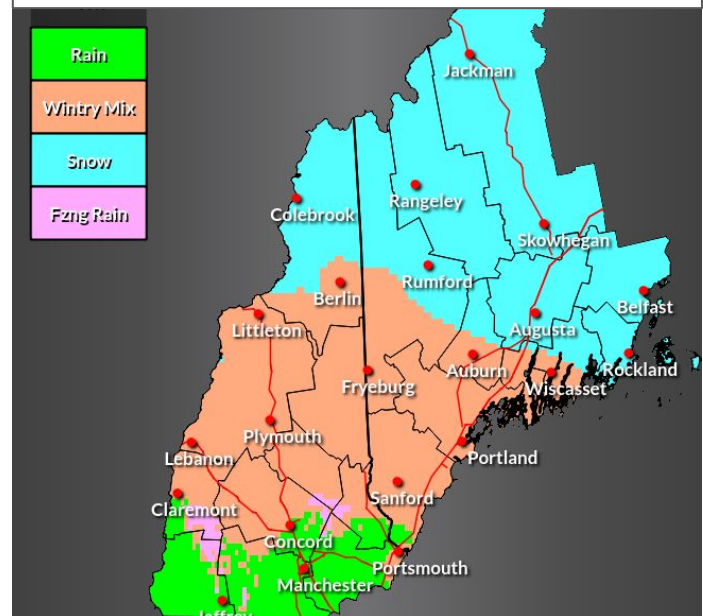 Rain
Wintry Mix
Snow
Fzng Rain
Jackman
Rangeley
Colebrook
Skowhegan
Rumford
Berlin
Belfast
Augusta
Littleton
Auburn
Rockland
Fryeburg
Wiscasset
Plymouth
Lebanon
Portland
Sanford
Claremont
Concord
Portsmouth
Manchester
Jaffrey